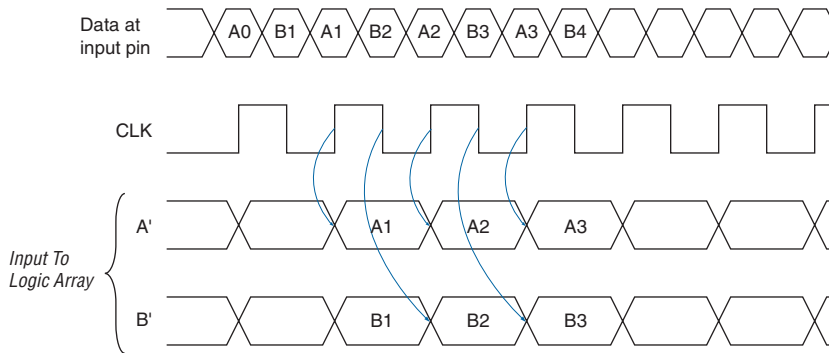 Data at
input pin
A0 B1 A1 B2 A2 B3 A3 B4
CLK
A'
A1 A2 A3
Input To
Logic Array
B'
B1 B2 B3